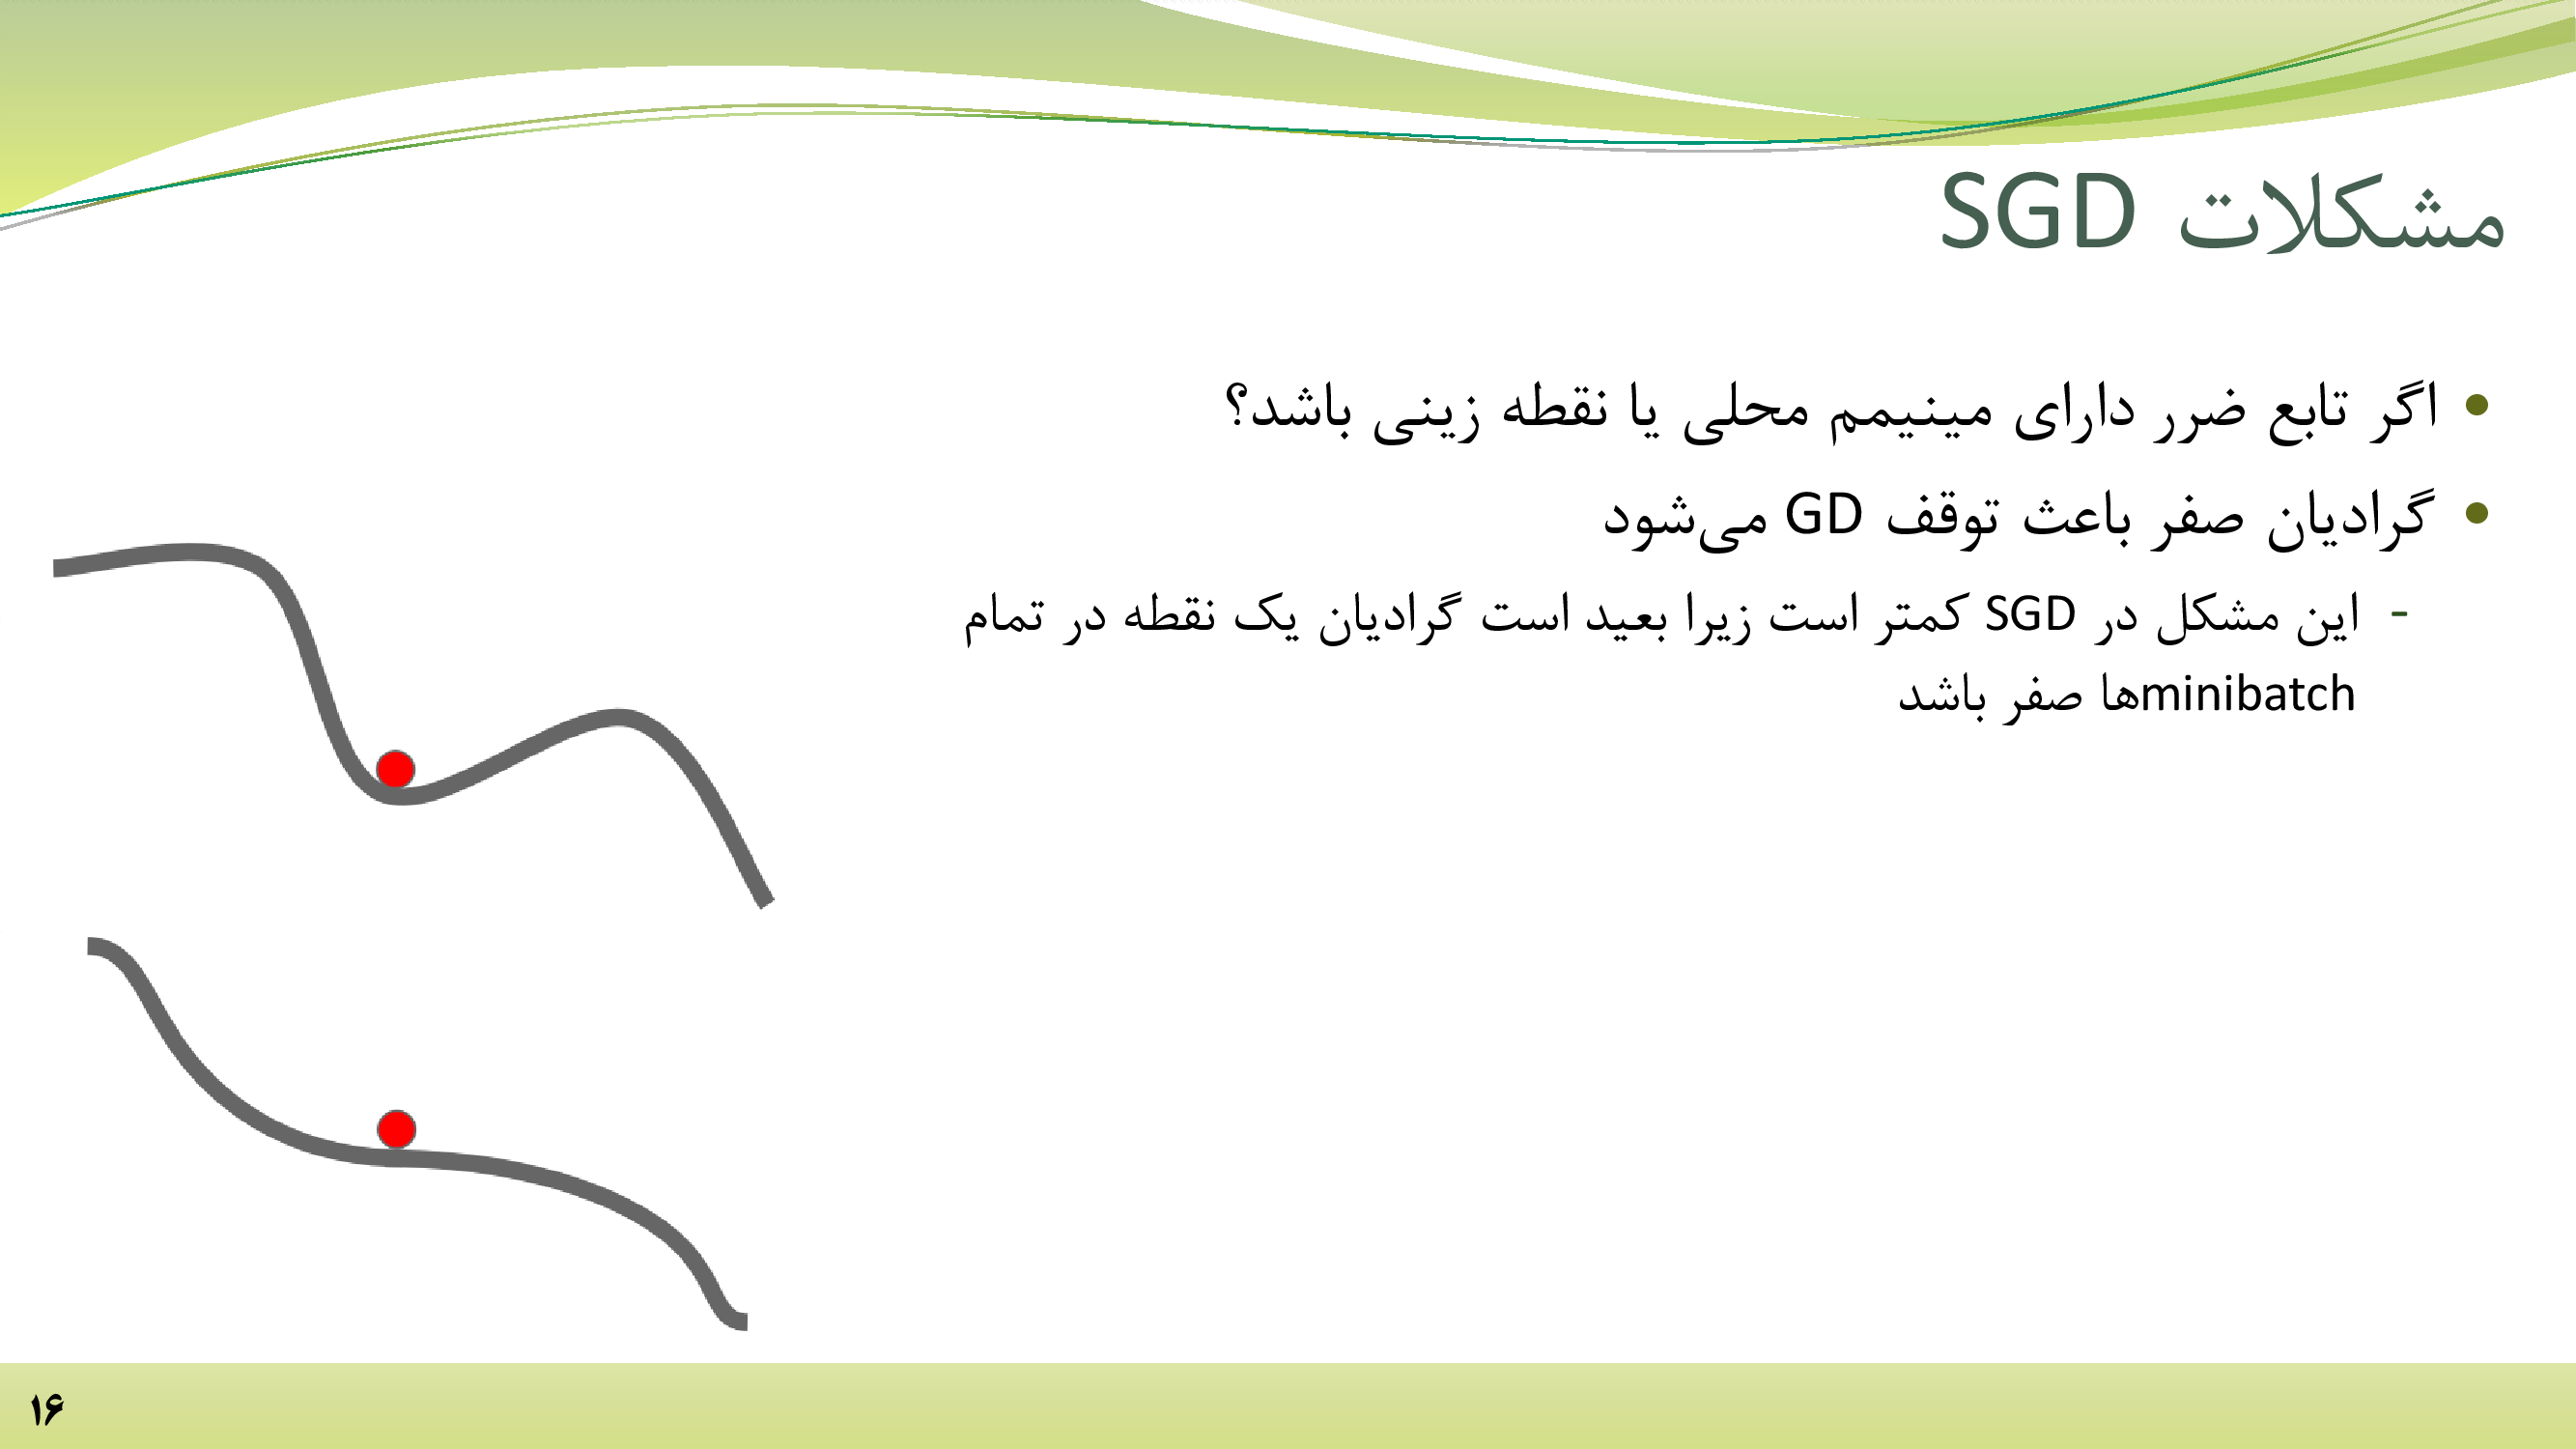 مشکلات SGD
• اگر تابع ضرر دارای مینیمم محلی یا نقطه زینی باشد؟
• گرادیان صفر باعث توقف GD می‌شود
- این مشکل در SGD کمتر است زیرا بعید است گرادیان یک نقطه در تمام
minibatchها صفر باشد
۱۶